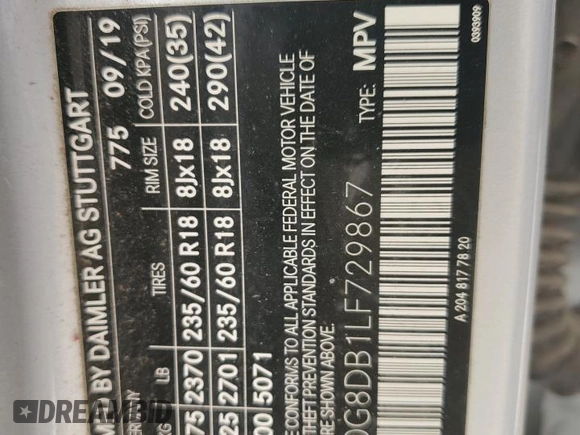 BY DAIMLER AG STUTTGART
775 09/19
LB TIRES RIM SIZE COLD KPA(PSI)
2370 235/60 R18 8Jx18 240(35)
2701 235/60 R18 8Jx18 290(42)
5071
CONFORMS TO ALL APPLICABLE FEDERAL MOTOR VEHICLE
THEFT PREVENTION STANDARDS IN EFFECT ON THE DATE OF
SHOWN ABOVE.
G8DB1LF729867 TYPE: MPV
A 204 817 78 20
0393909
DREAMBID